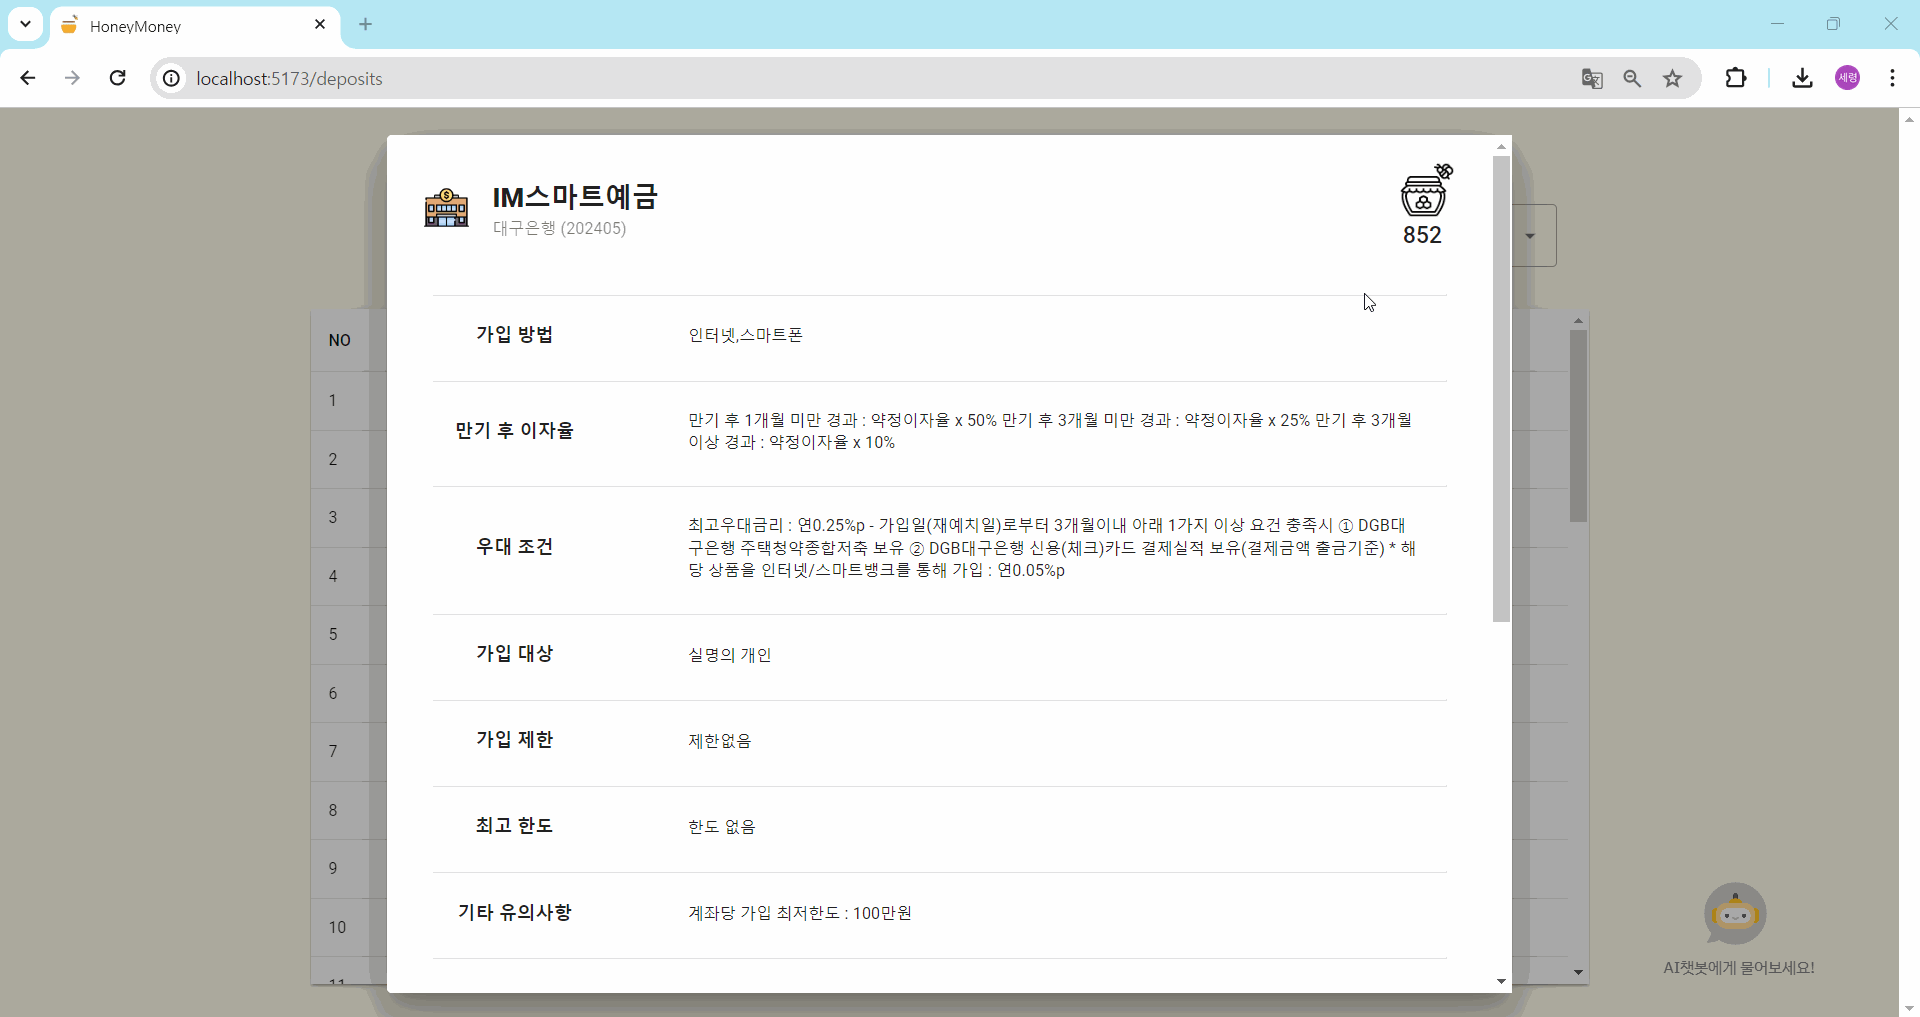 HoneyMoney
localhost:5173/deposits
세령
IM스마트예금
대구은행 (202405)
852
NO
가입 방법
인터넷,스마트폰
1
만기 후 이자율
만기 후 1개월 미만 경과 : 약정이자율 x 50% 만기 후 3개월 미만 경과 : 약정이자율 x 25% 만기 후 3개월
이상 경과 : 약정이자율 x 10%
2
3
우대 조건
최고우대금리 : 연0.25%p - 가입일(재예치일)로부터 3개월이내 아래 1가지 이상 요건 충족시 ① DGB대
구은행 주택청약종합저축 보유 ② DGB대구은행 신용(체크)카드 결제실적 보유(결제금액 출금기준) * 해
당 상품을 인터넷/스마트뱅크를 통해 가입 : 연0.05%p
4
5
가입 대상
실명의 개인
6
가입 제한
제한없음
7
8
최고 한도
한도 없음
9
기타 유의사항
계좌당 가입 최저한도 : 100만원
10
11
AI챗봇에게 물어보세요!